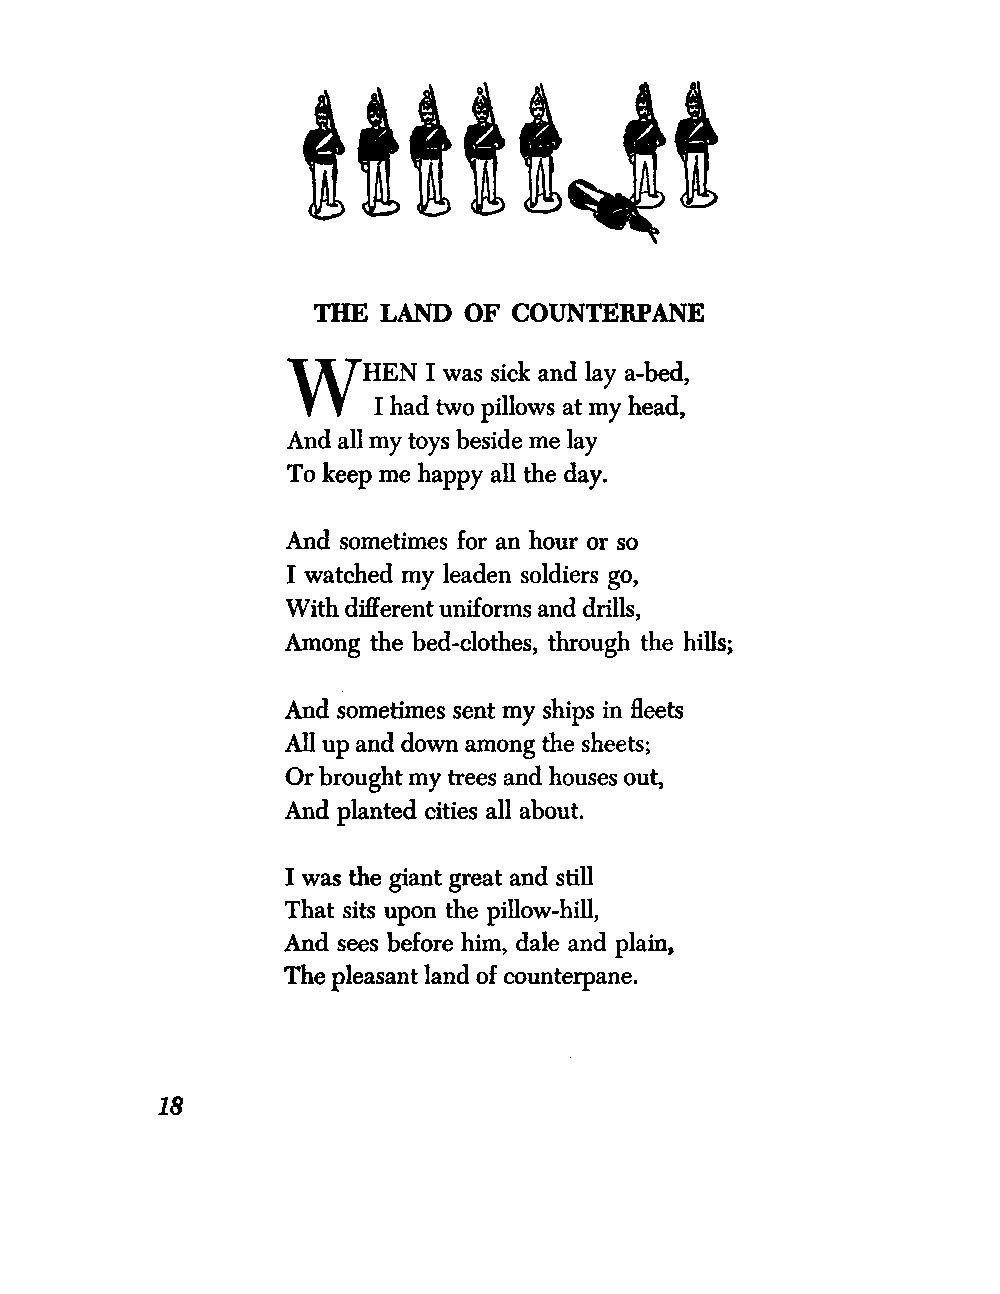 THE LAND OF COUNTERPANE
WHEN I was sick and lay a-bed,
I had two pillows at my head,
And all my toys beside me lay
To keep me happy all the day.
And sometimes for an hour or so
I watched my leaden soldiers go,
With different uniforms and drills,
Among the bed-clothes, through the hills;
And sometimes sent my ships in fleets
All up and down among the sheets;
Or brought my trees and houses out,
And planted cities all about.
I was the giant great and still
That sits upon the pillow-hill,
And sees before him, dale and plain,
The pleasant land of counterpane.
18